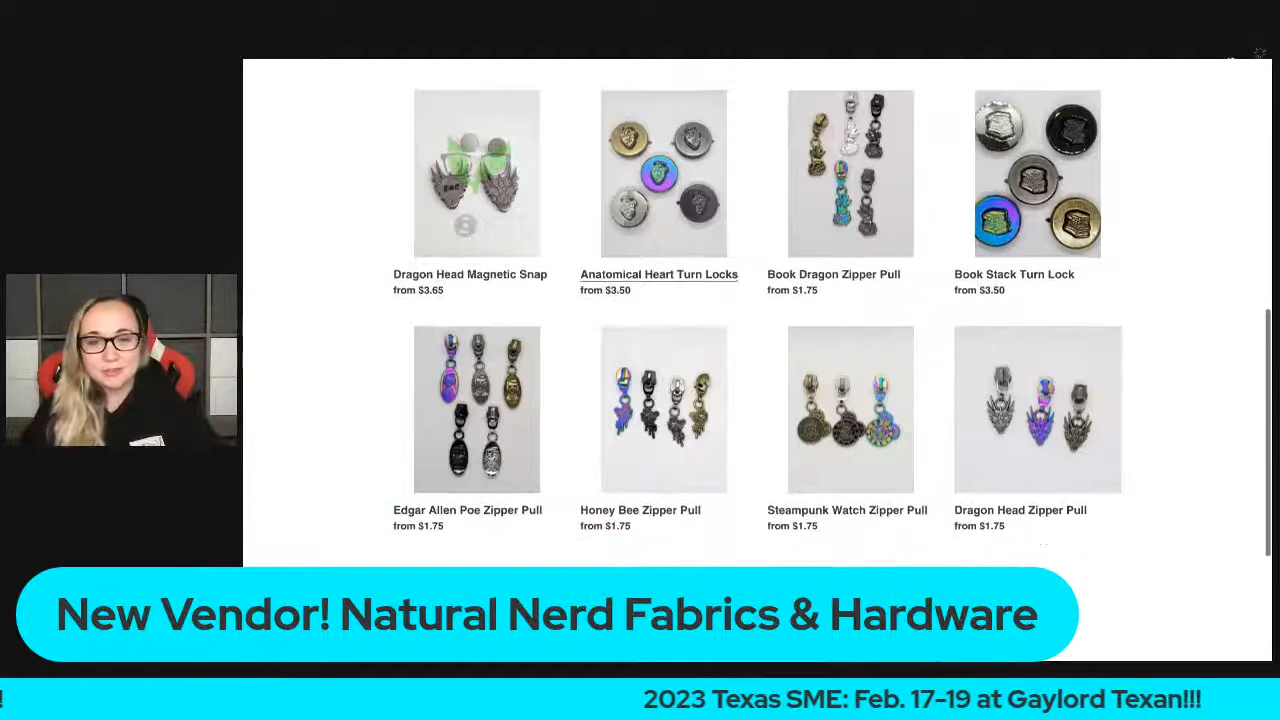 Dragon Head Magnetic Snap
from $3.65
Anatomical Heart Turn Locks
from $3.50
Book Dragon Zipper Pull
from $1.75
Book Stack Turn Lock
from $3.50
Edgar Allen Poe Zipper Pull
from $1.75
Honey Bee Zipper Pull
from $1.75
Steampunk Watch Zipper Pull
from $1.75
Dragon Head Zipper Pull
from $1.75
New Vendor! Natural Nerd Fabrics & Hardware
! 2023 Texas SME: Feb. 17-19 at Gaylord Texan!!!